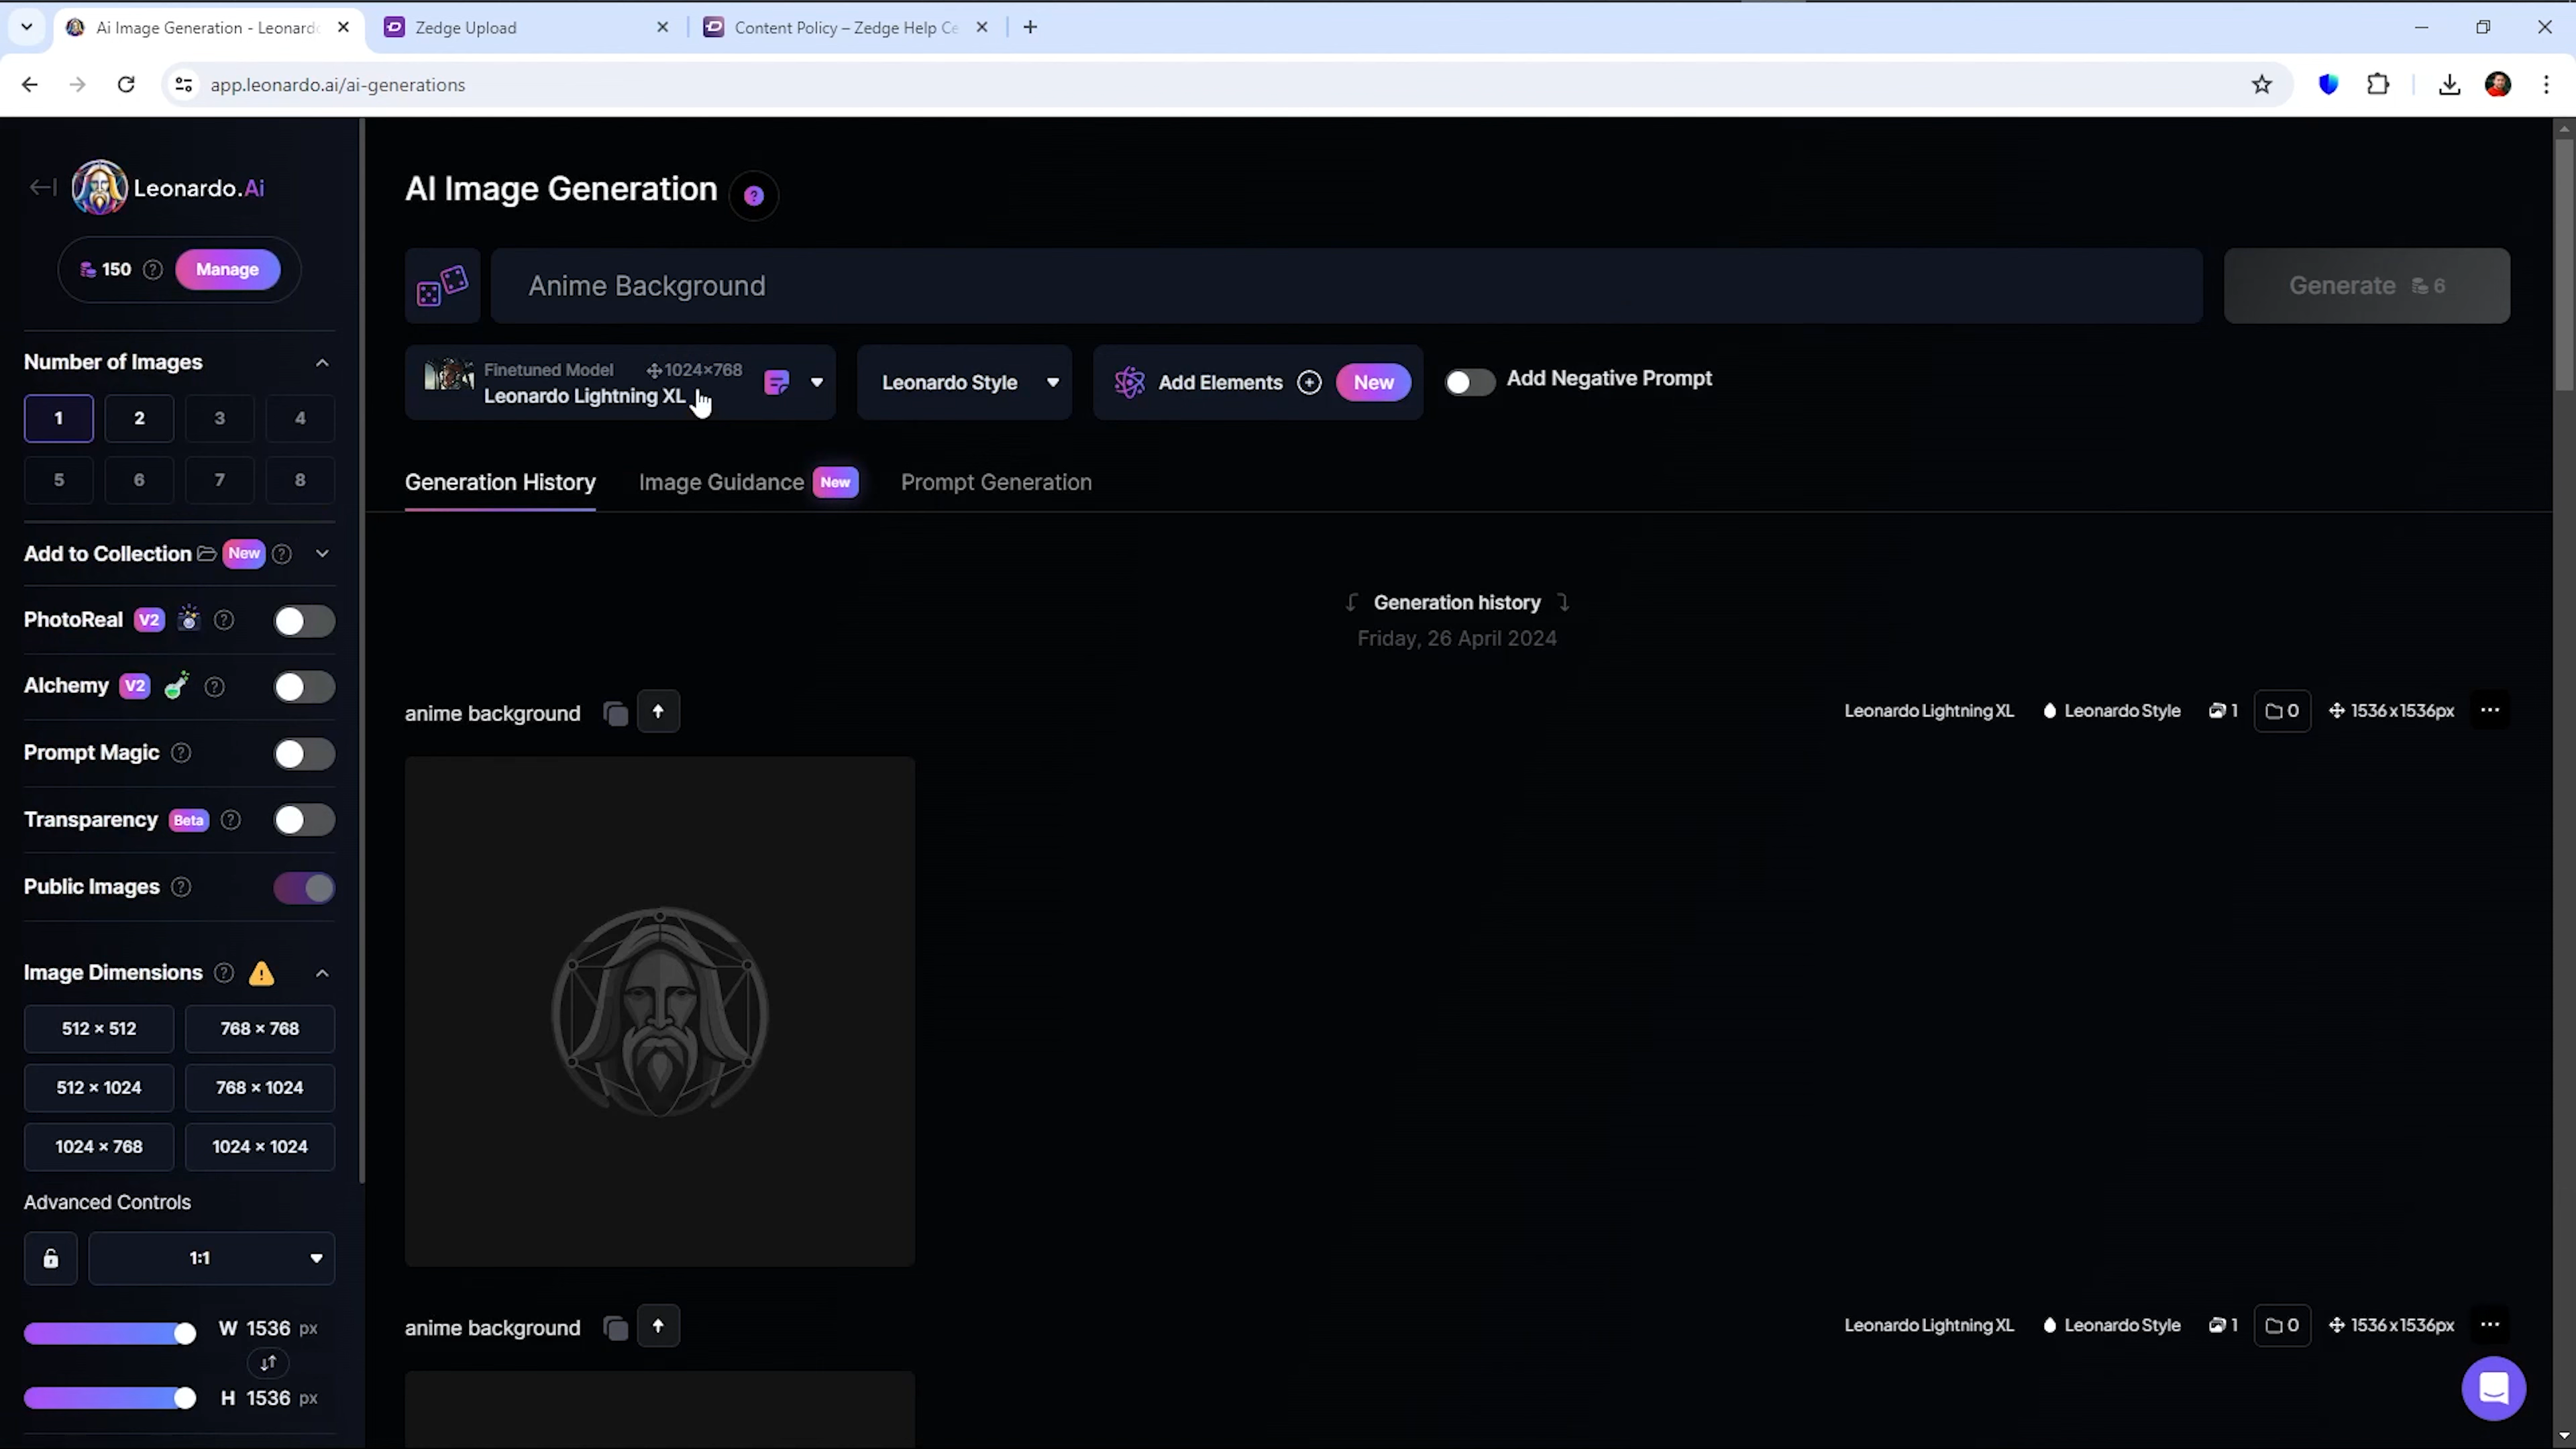 Ai Image Generation - Leonard
Zedge Upload
Content Policy – Zedge Help Ce
app.leonardo.ai/ai-generations
Leonardo.Ai
150
Manage
Number of Images
1 2 3 4
5 6 7 8
Add to Collection New
PhotoReal V2
Alchemy V2
Prompt Magic
Transparency Beta
Public Images
Image Dimensions
512 × 512 768 × 768
512 × 1024 768 × 1024
1024 × 768 1024 × 1024
Advanced Controls
1:1
W 1536 px
H 1536 px
AI Image Generation
Anime Background
Generate 6
Finetuned Model 1024×768
Leonardo Lightning XL
Leonardo Style
Add Elements New
Add Negative Prompt
Generation History Image Guidance New Prompt Generation
Generation history
Friday, 26 April 2024
anime background
Leonardo Lightning XL Leonardo Style 1 0 1536x1536px
anime background
Leonardo Lightning XL Leonardo Style 1 0 1536x1536px